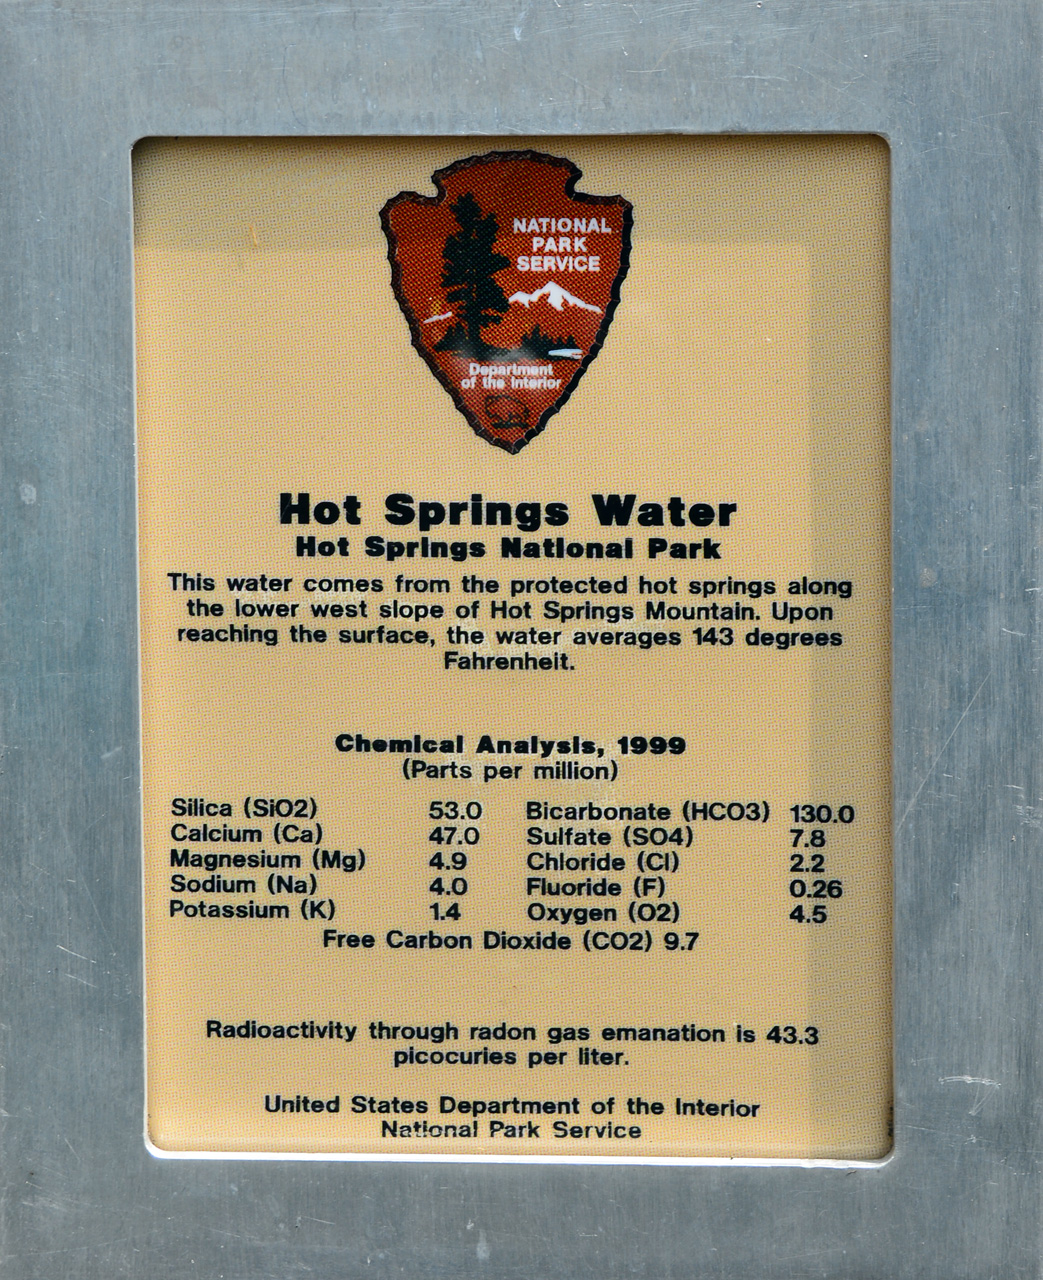 NATIONAL
PARK
SERVICE
Department
of the Interior
Hot Springs Water
Hot Springs National Park
This water comes from the protected hot springs along
the lower west slope of Hot Springs Mountain. Upon
reaching the surface, the water averages 143 degrees
Fahrenheit.
Chemical Analysis, 1999
(Parts per million)
Silica (SiO2) 53.0 Bicarbonate (HCO3) 130.0
Calcium (Ca) 47.0 Sulfate (SO4) 7.8
Magnesium (Mg) 4.9 Chloride (Cl) 2.2
Sodium (Na) 4.0 Fluoride (F) 0.26
Potassium (K) 1.4 Oxygen (O2) 4.5
Free Carbon Dioxide (CO2) 9.7
Radioactivity through radon gas emanation is 43.3
picocuries per liter.
United States Department of the Interior
National Park Service